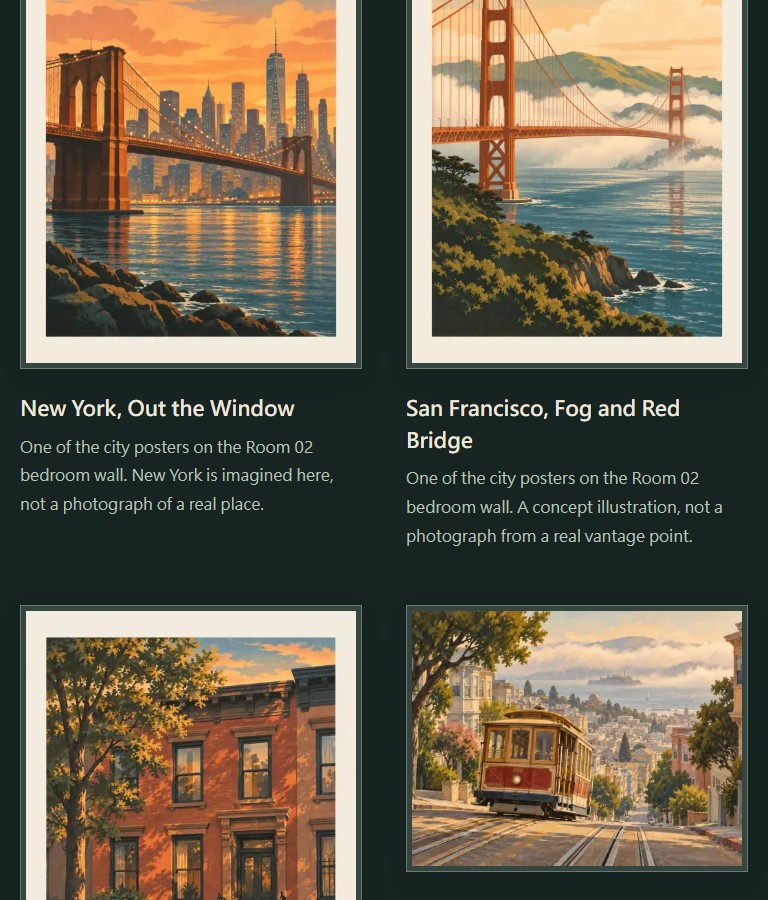 New York, Out the Window
One of the city posters on the Room 02
bedroom wall. New York is imagined here,
not a photograph of a real place.
San Francisco, Fog and Red
Bridge
One of the city posters on the Room 02
bedroom wall. A concept illustration, not a
photograph from a real vantage point.